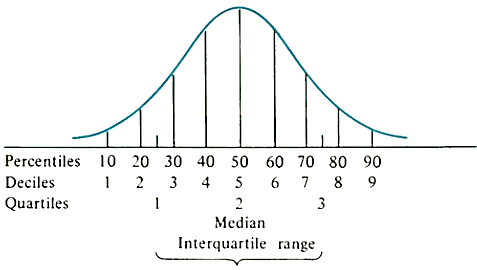 Percentiles 10 20 30 40 50 60 70 80 90
Deciles 1 2 3 4 5 6 7 8 9
Quartiles 1 2 3
Median
Interquartile range